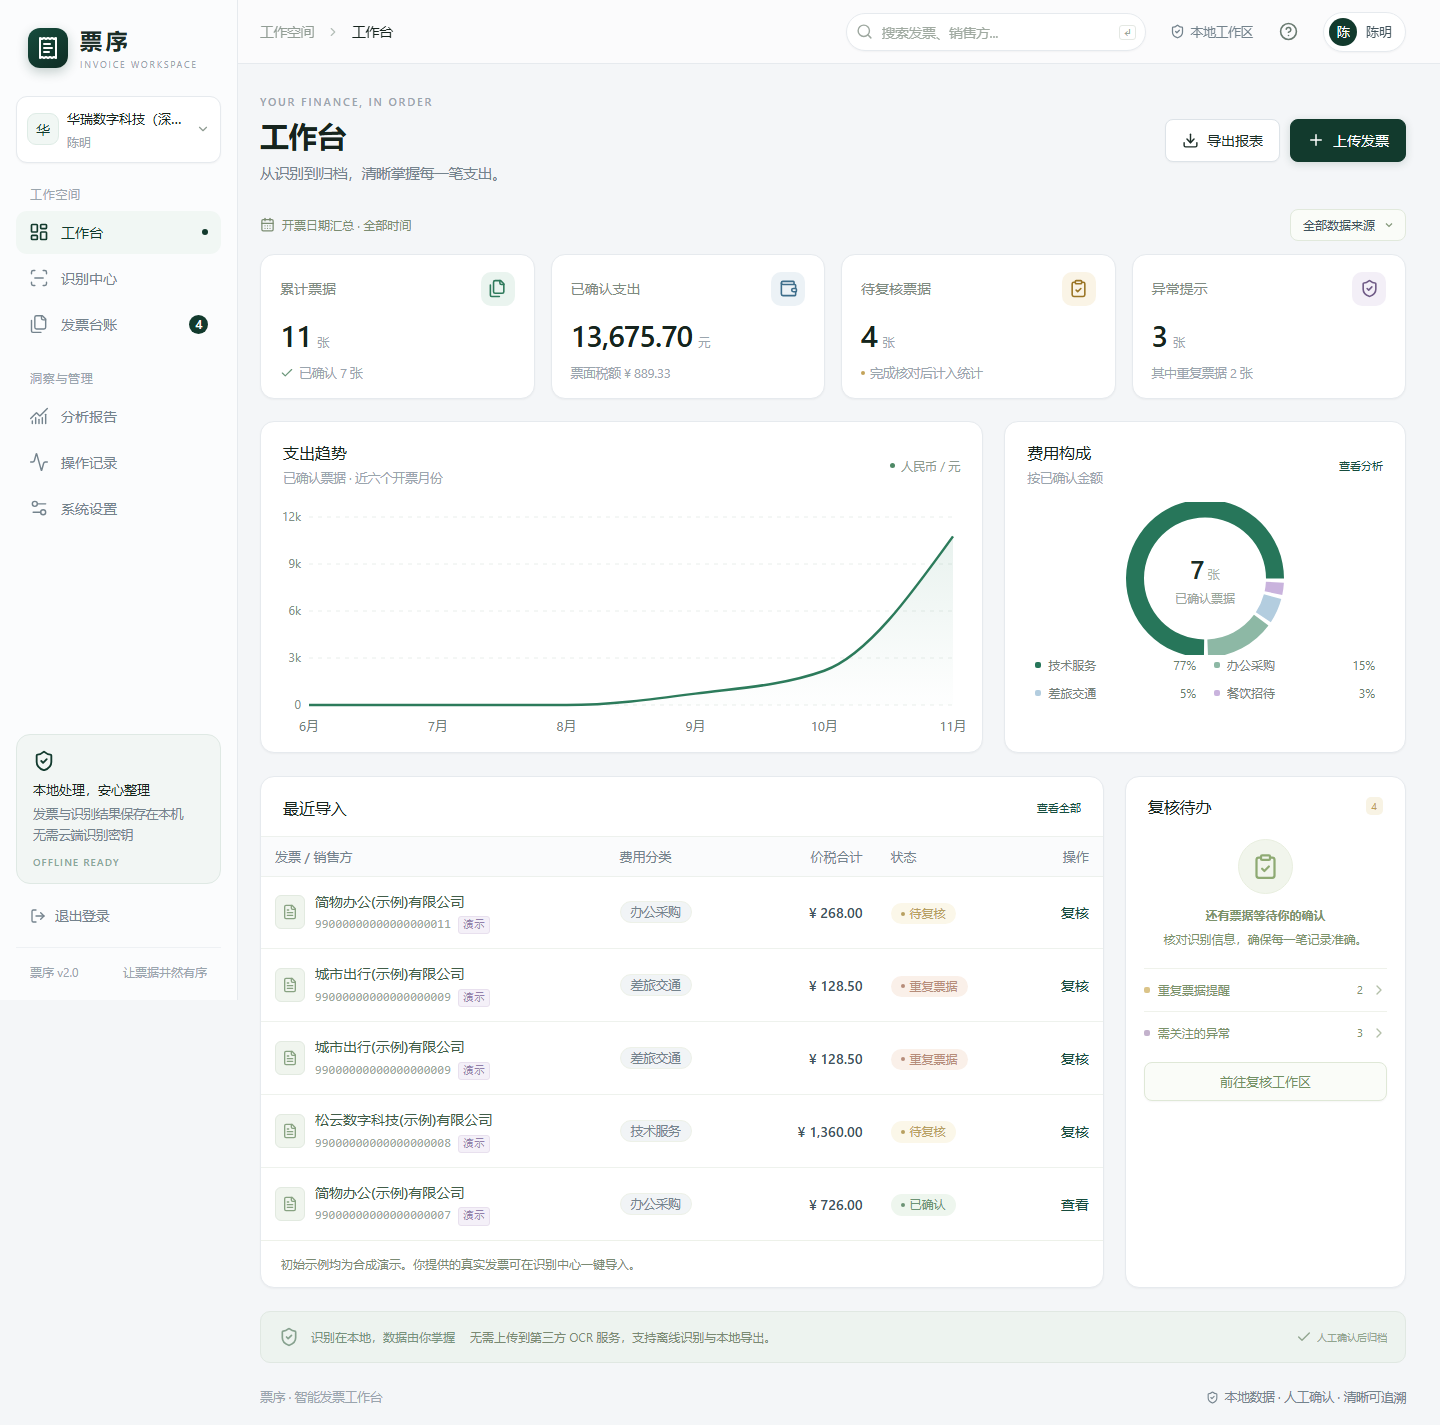 票序
INVOICE WORKSPACE
华
华瑞数字科技（深...
陈明
工作空间
工作台
识别中心
发票台账
4
洞察与管理
分析报告
操作记录
系统设置
本地处理，安心整理
发票与识别结果保存在本机
无需云端识别密钥
OFFLINE READY
退出登录
票序 v2.0
让票据井然有序
工作空间
工作台
搜索发票、销售方...
本地工作区
陈
陈明
YOUR FINANCE, IN ORDER
工作台
从识别到归档，清晰掌握每一笔支出。
导出报表
上传发票
开票日期汇总 · 全部时间
全部数据来源
累计票据
11 张
已确认 7 张
已确认支出
13,675.70 元
票面税额 ¥ 889.33
待复核票据
4 张
完成核对后计入统计
异常提示
3 张
其中重复票据 2 张
支出趋势
已确认票据 · 近六个开票月份
人民币 / 元
12k
9k
6k
3k
0
6月
7月
8月
9月
10月
11月
费用构成
按已确认金额
查看分析
7 张
已确认票据
技术服务 77%
办公采购 15%
差旅交通 5%
餐饮招待 3%
最近导入
查看全部
发票 / 销售方 费用分类 价税合计 状态 操作
简物办公(示例)有限公司
99000000000000000011 演示
办公采购 ¥ 268.00 待复核 复核
城市出行(示例)有限公司
99000000000000000009 演示
差旅交通 ¥ 128.50 重复票据 复核
城市出行(示例)有限公司
99000000000000000009 演示
差旅交通 ¥ 128.50 重复票据 复核
松云数字科技(示例)有限公司
99000000000000000008 演示
技术服务 ¥ 1,360.00 待复核 复核
简物办公(示例)有限公司
99000000000000000007 演示
办公采购 ¥ 726.00 已确认 查看
初始示例均为合成演示。你提供的真实发票可在识别中心一键导入。
复核待办
4
还有票据等待你的确认
核对识别信息，确保每一笔记录准确。
重复票据提醒 2
需关注的异常 3
前往复核工作区
识别在本地，数据由你掌握 无需上传到第三方 OCR 服务，支持离线识别与本地导出。
人工确认后归档
票序 · 智能发票工作台
本地数据 · 人工确认 · 清晰可追溯